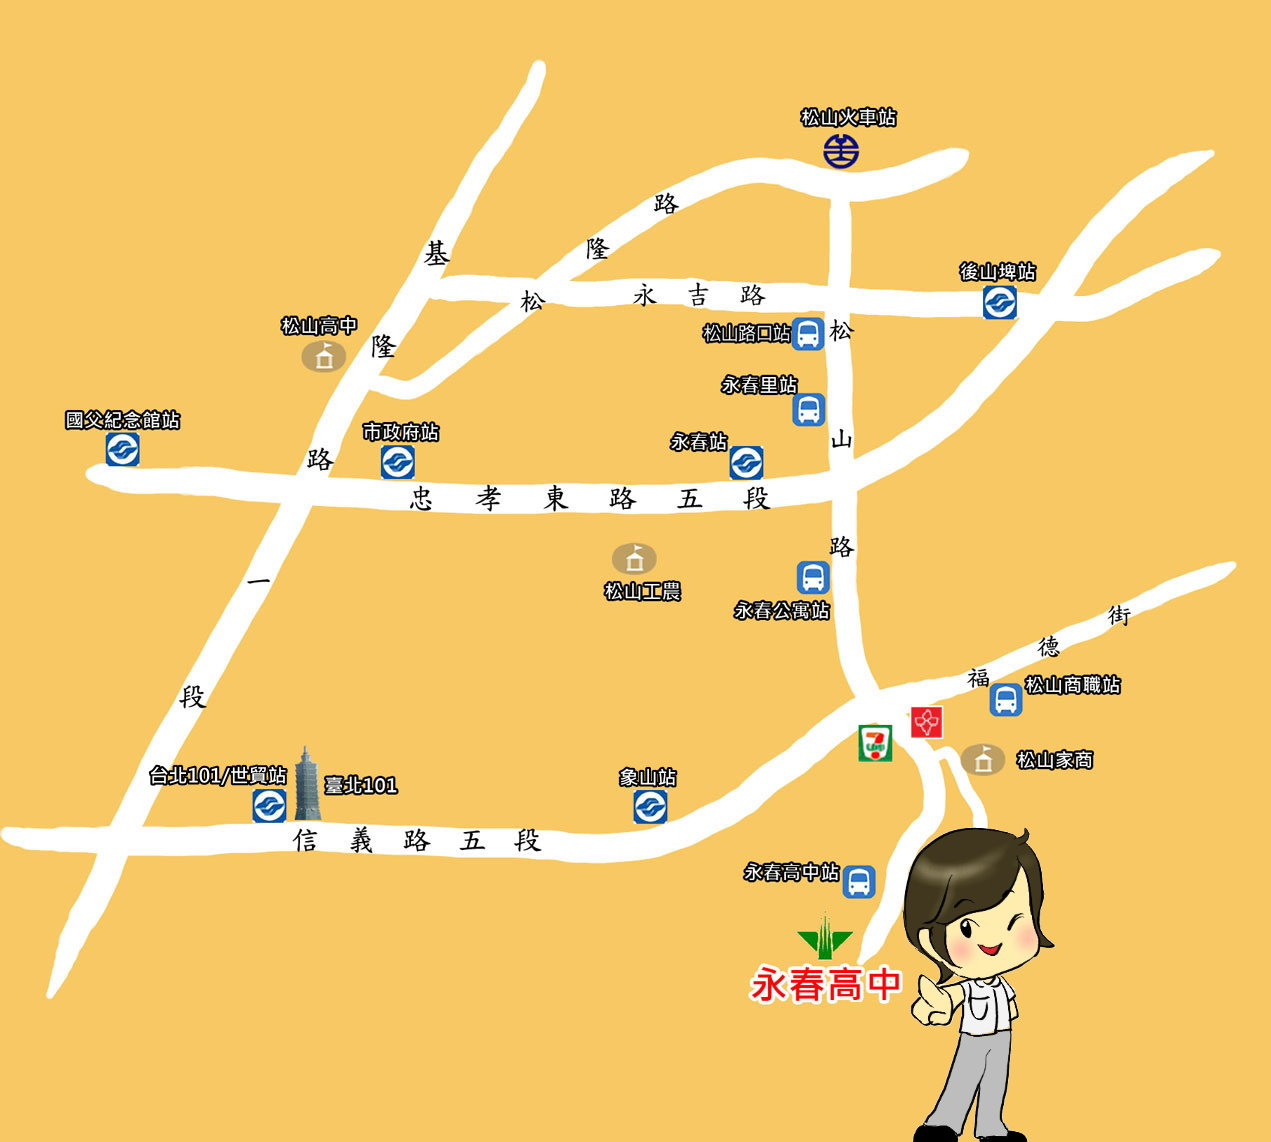 松山火車站
基隆路一段
松隆路
永吉路
後山埤站
松山高中
松山路口站
松山路
永春里站
國父紀念館站
市政府站
永春站
忠孝東路五段
松山工農
永春公寓站
福德街
松山商職站
7
松山家商
台北101/世貿站
臺北101
象山站
信義路五段
永春高中站
永春高中